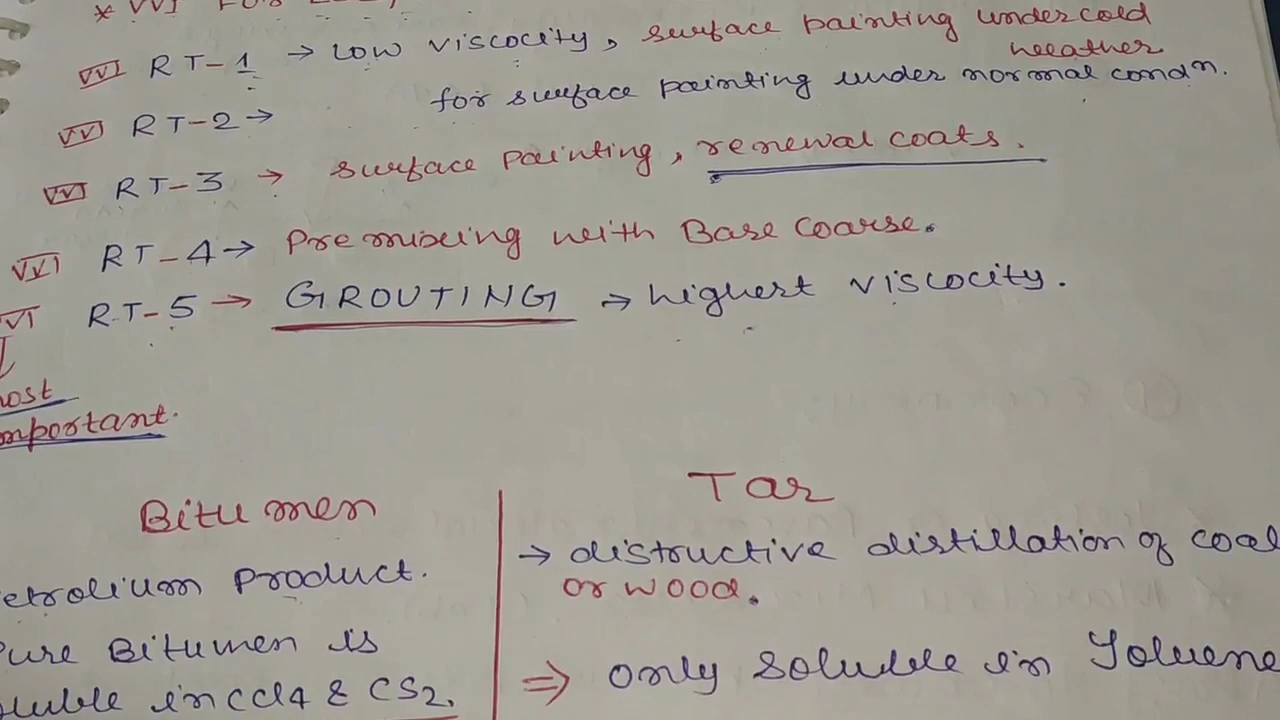 * VVI FOR
VVI RT-1 → LOW viscocity, surface painting under cold
weather
VVI RT-2 → for surface painting under normal condn.
VVI RT-3 → surface painting, renewal coats.
VVI RT-4 → Premixing with Base Coarse.
VI RT-5 → GROUTING → highest viscocity.
ost
mportant.
Bitumen
Tar
etrolium Product.
→ distructive distillation of coal
or wood.
Pure Bitumen is
luble in ccl4 & CS2.
⇒ only soluble in Toluene